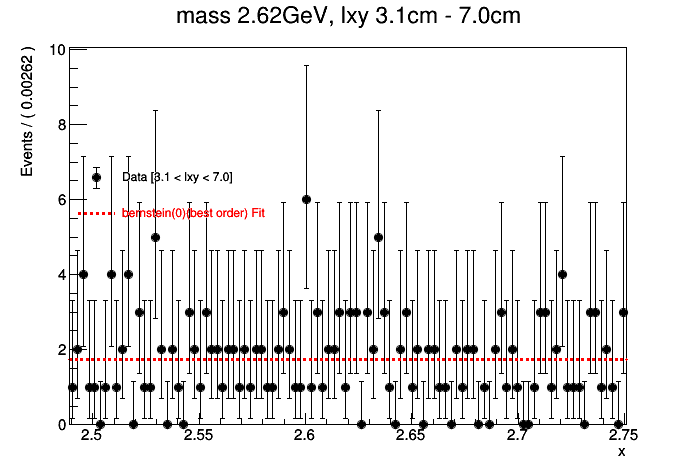 mass 2.62GeV, lxy 3.1cm - 7.0cm
Events / ( 0.00262 )
10
8
Data [3.1 < lxy < 7.0]
6
bernstein(0)(best order) Fit
4
2
0
2.5 2.55 2.6 2.65 2.7 2.75
x